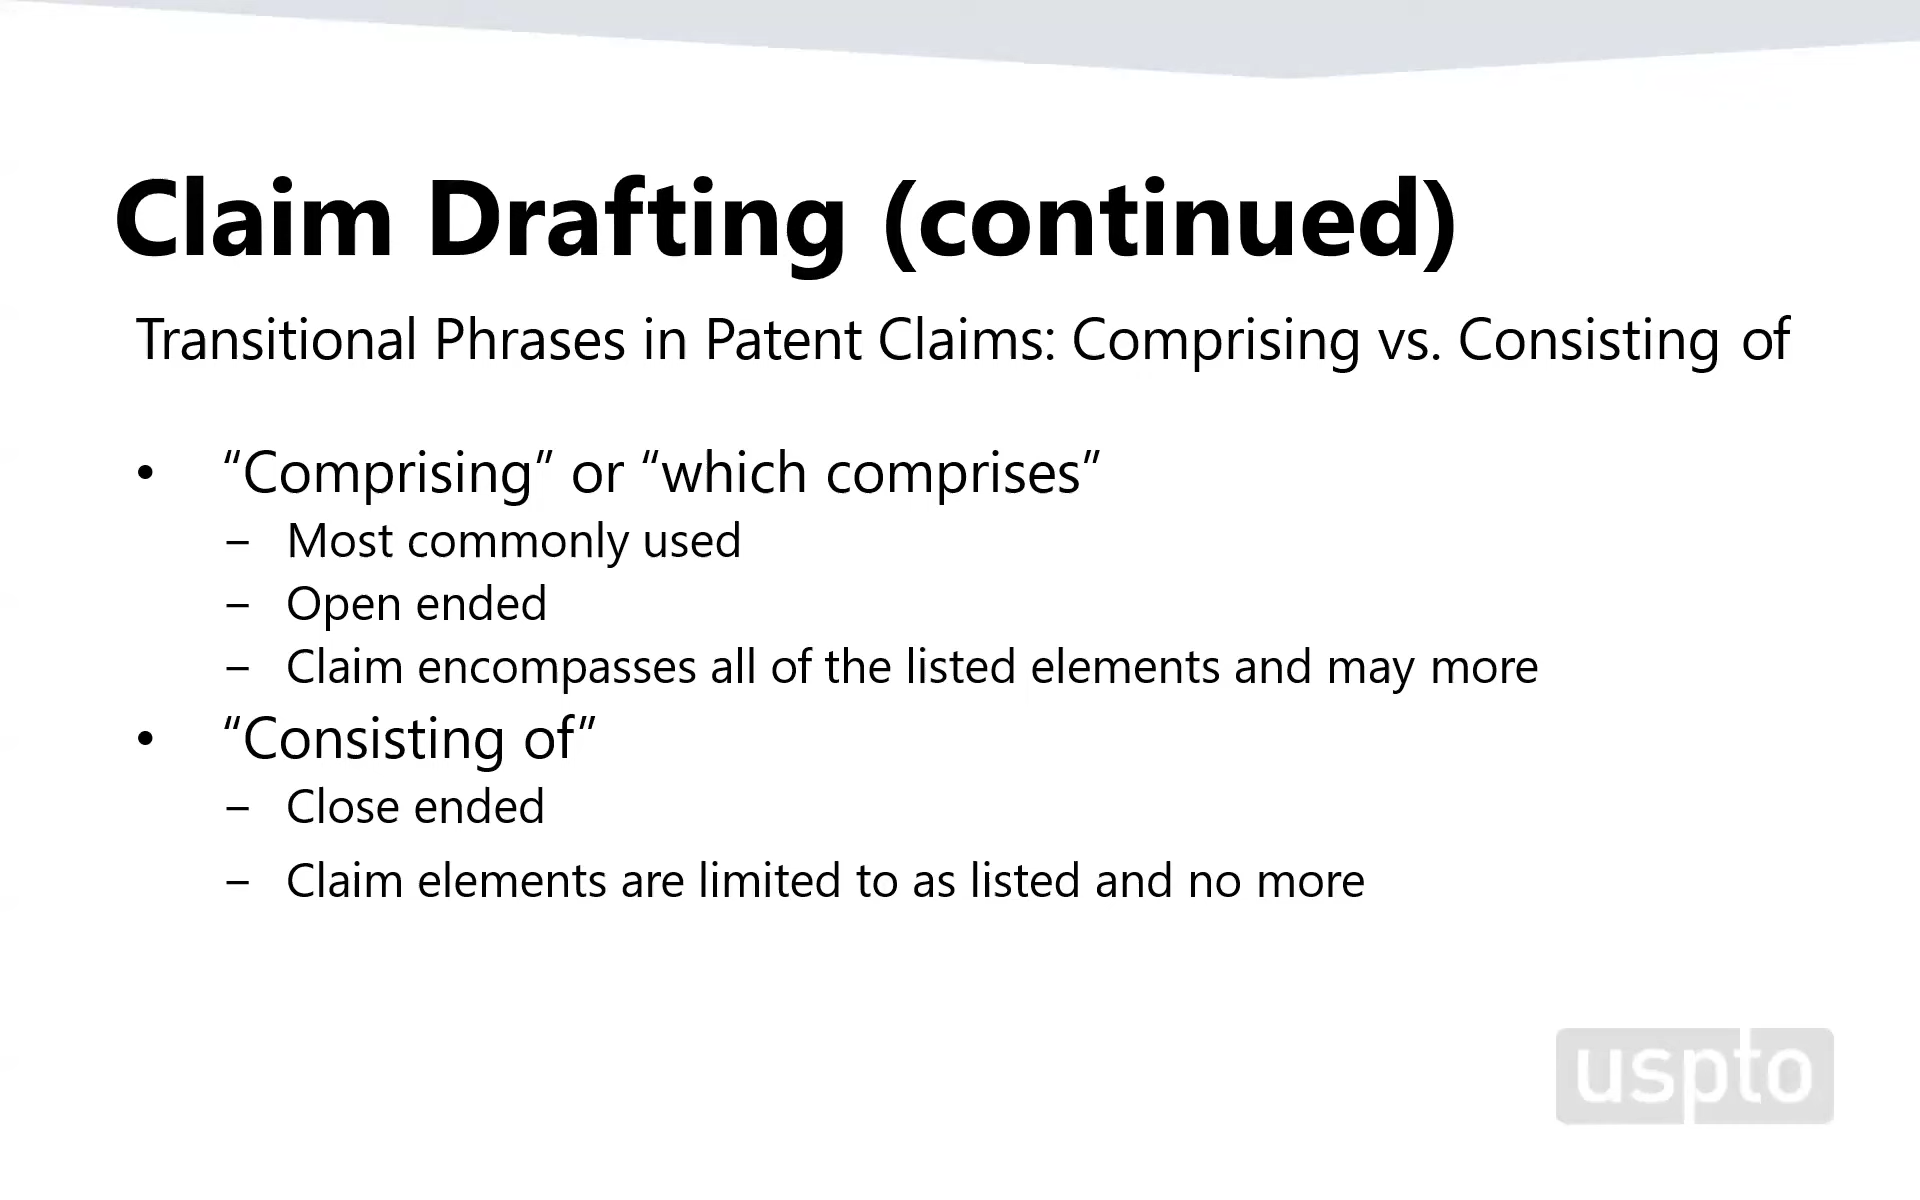 Claim Drafting (continued)
Transitional Phrases in Patent Claims: Comprising vs. Consisting of
• “Comprising” or “which comprises”
– Most commonly used
– Open ended
– Claim encompasses all of the listed elements and may more
• “Consisting of”
– Close ended
– Claim elements are limited to as listed and no more
uspto